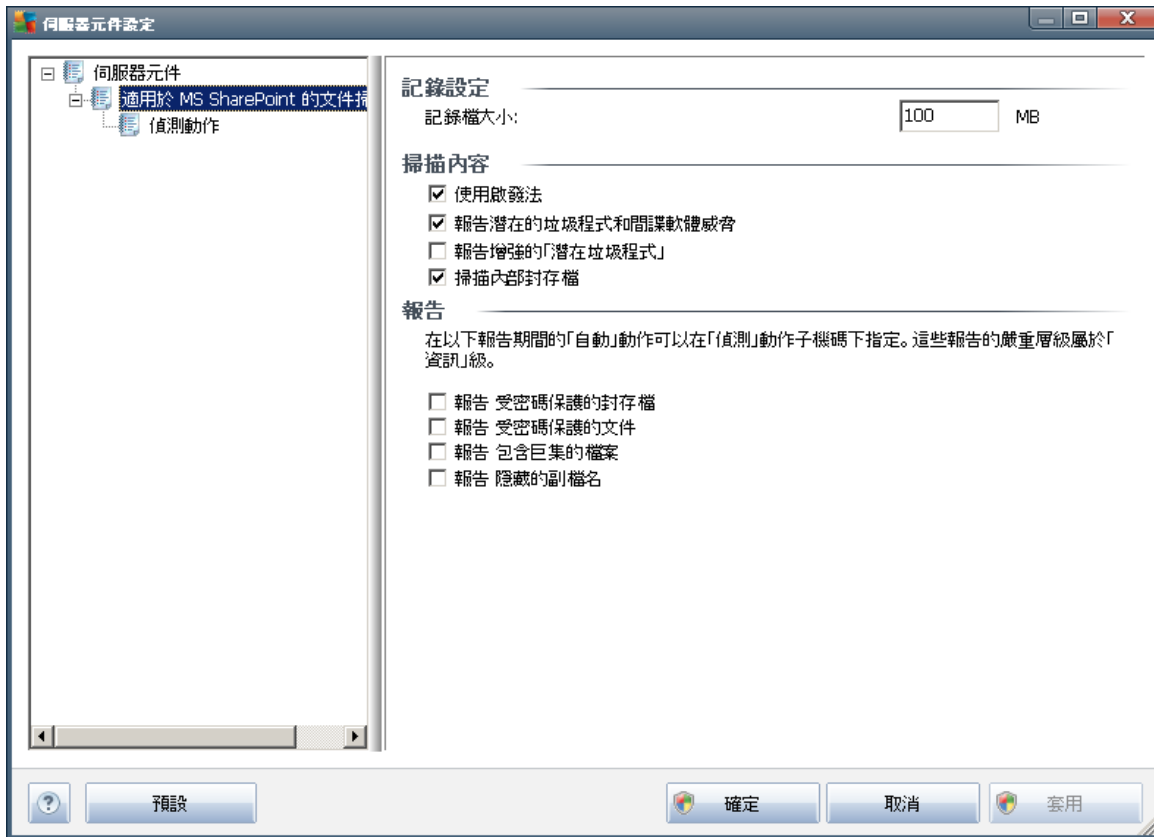 伺服器元件設定
伺服器元件
適用於 MS SharePoint 的文件掃
偵測動作
記錄設定
記錄檔大小:
100
MB
掃描內容
使用啟發法
報告潛在的垃圾程式和間諜軟體威脅
報告增強的「潛在垃圾程式」
掃描內部封存檔
報告
在以下報告期間的「自動」動作可以在「偵測」動作子機碼下指定。這些報告的嚴重層級屬於「
資訊」級。
報告 受密碼保護的封存檔
報告 受密碼保護的文件
報告 包含巨集的檔案
報告 隱藏的副檔名
?
預設
確定
取消
套用